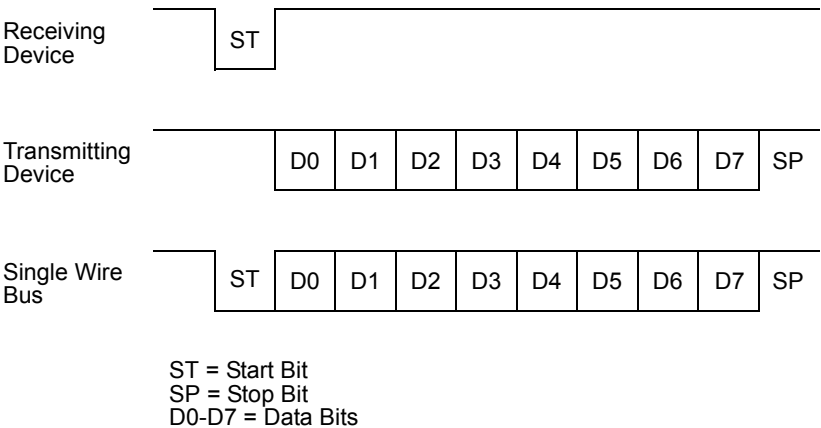 Receiving
Device
ST
Transmitting
Device
D0 D1 D2 D3 D4 D5 D6 D7 SP
Single Wire
Bus
ST D0 D1 D2 D3 D4 D5 D6 D7 SP
ST = Start Bit
SP = Stop Bit
D0-D7 = Data Bits